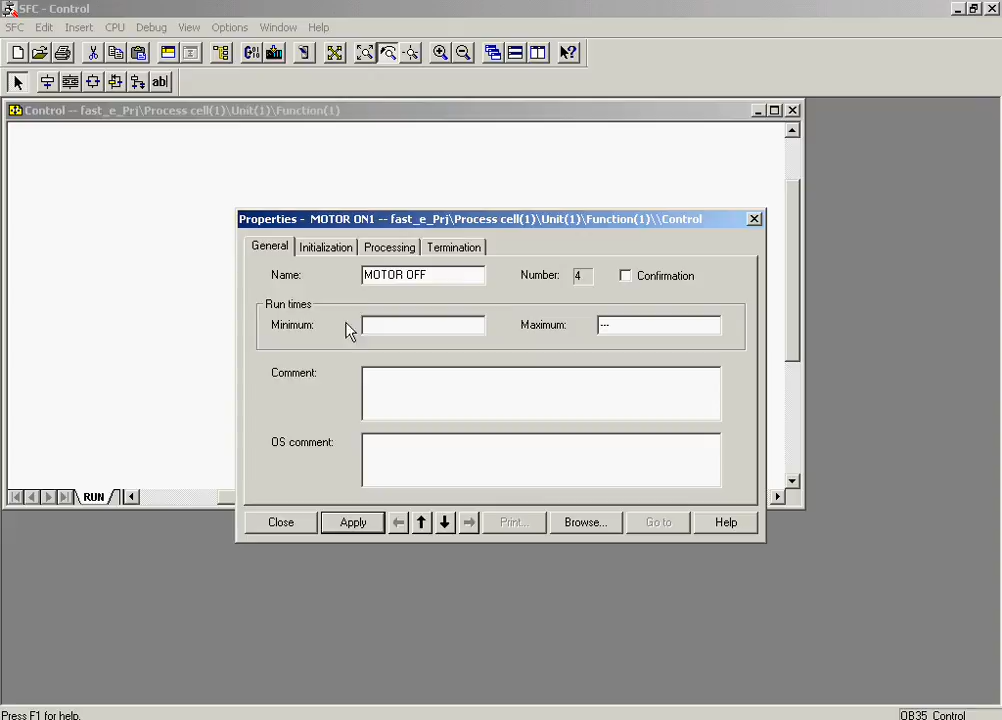 SFC - Control
SFC Edit Insert CPU Debug View Options Window Help
ab|
Control -- fast_e_Prj\Process cell(1)\Unit(1)\Function(1)
Properties - MOTOR ON1 -- fast_e_Prj\Process cell(1)\Unit(1)\Function(1)\\Control
General Initialization Processing Termination
Name: MOTOR OFF Number: 4 Confirmation
Run times
Minimum: Maximum: ---
Comment:
OS comment:
RUN
Close Apply Print... Browse... Go to Help
Press F1 for help. OB35 Control